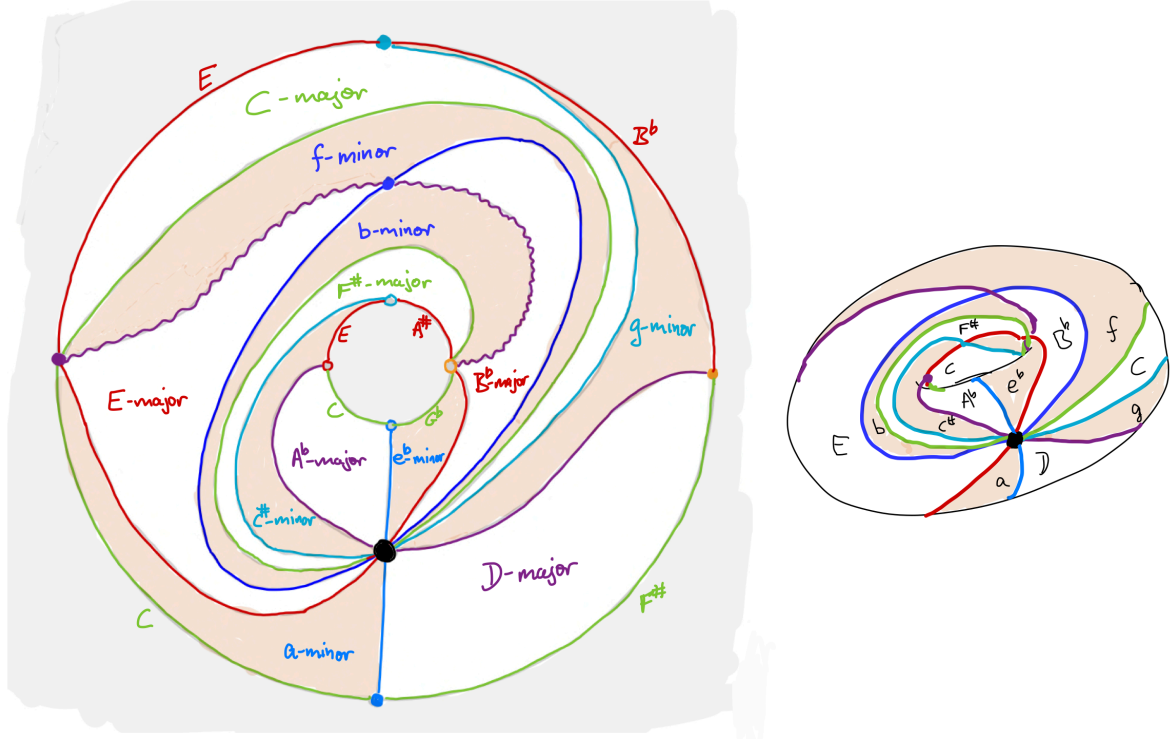 E
C-major
B♭
f-minor
b-minor
F#-major
E
A#
g-minor
E-major
B♭-major
C
G♭
A♭-major
e♭-minor
C#-minor
D-major
C
F#
a-minor
F#
B♭
f
C
C
e♭
A♭
g
b
C#
E
D
a